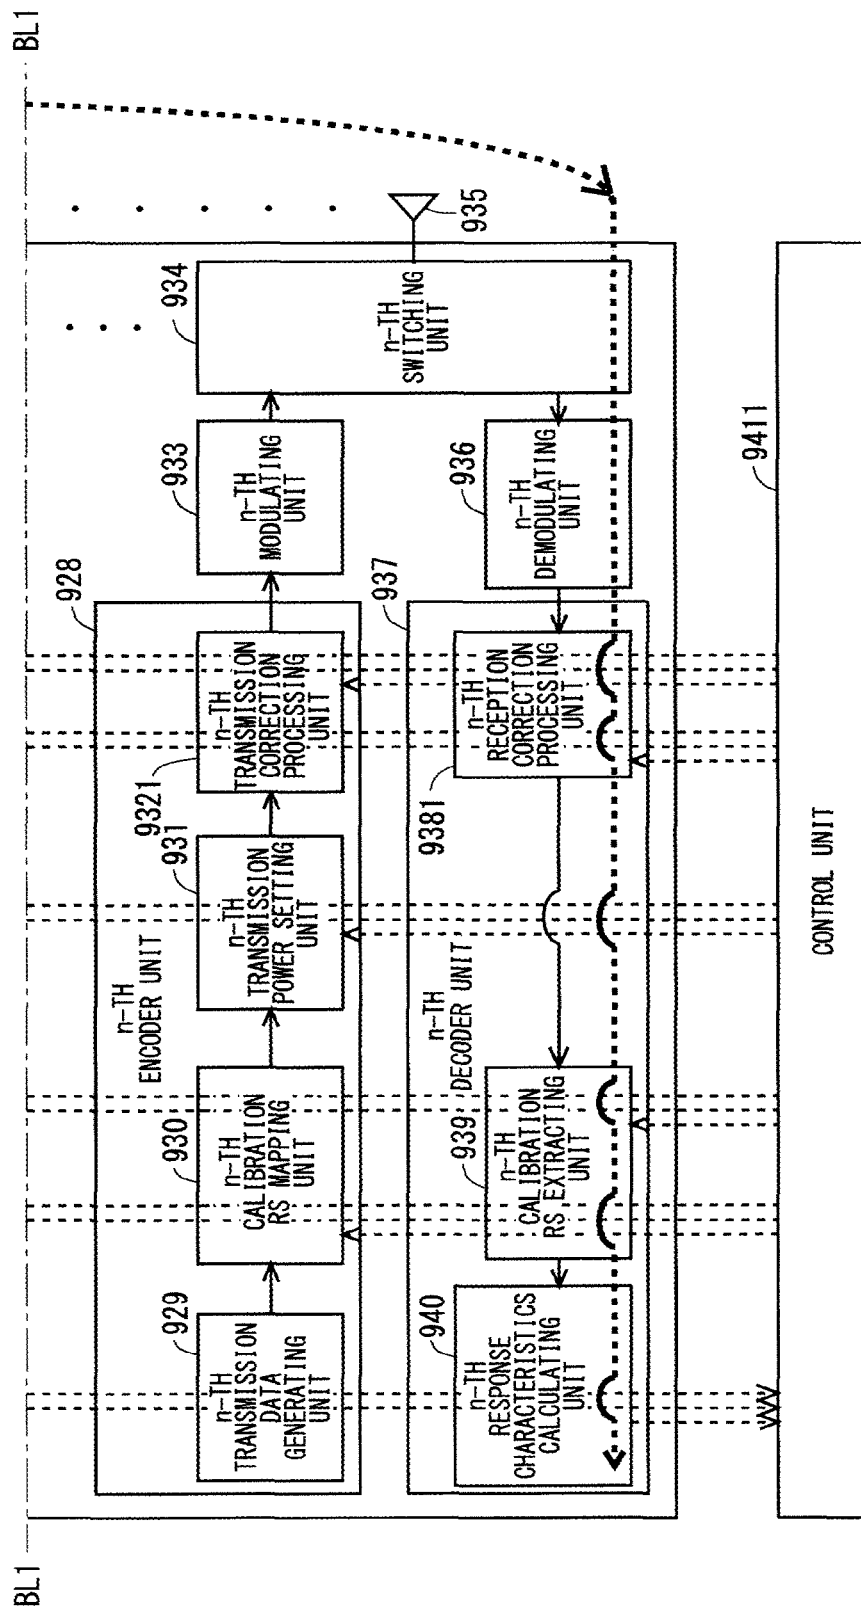 BL1
BL1
928
n-TH
ENCODER UNIT
929
n-TH
TRANSMISSION
DATA
GENERATING
UNIT
930
n-TH
CALIBRATION
RS MAPPING
UNIT
931
n-TH
TRANSMISSION
POWER SETTING
UNIT
9321
n-TH
TRANSMISSION
CORRECTION
PROCESSING
UNIT
933
n-TH
MODULATING
UNIT
934
n-TH
SWITCHING
UNIT
935
937
n-TH
DECODER UNIT
940
n-TH
RESPONSE
CHARACTERISTICS
CALCULATING
UNIT
939
n-TH
CALIBRATION
RS EXTRACTING
UNIT
9381
n-TH
RECEPTION
CORRECTION
PROCESSING
UNIT
936
n-TH
DEMODULATING
UNIT
9411
CONTROL UNIT